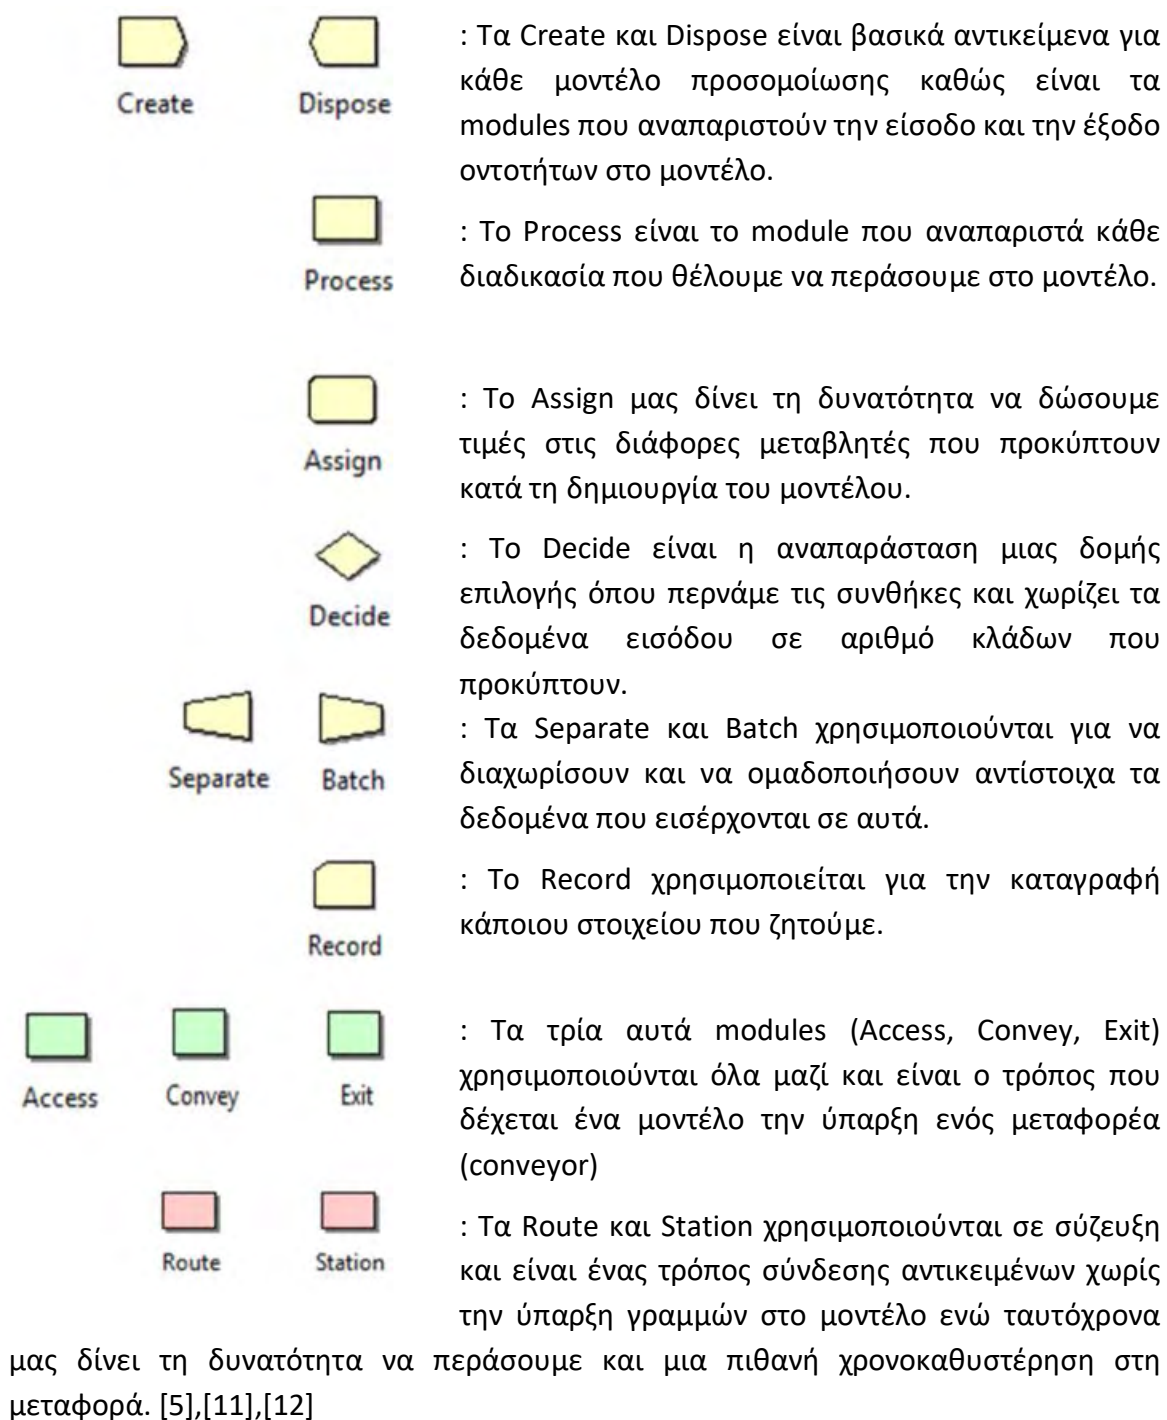 Create Dispose
: Τα Create και Dispose είναι βασικά αντικείμενα για
κάθε μοντέλο προσομοίωσης καθώς είναι τα
modules που αναπαριστούν την είσοδο και την έξοδο
οντοτήτων στο μοντέλο.
Process
: Το Process είναι το module που αναπαριστά κάθε
διαδικασία που θέλουμε να περάσουμε στο μοντέλο.
Assign
: Το Assign μας δίνει τη δυνατότητα να δώσουμε
τιμές στις διάφορες μεταβλητές που προκύπτουν
κατά τη δημιουργία του μοντέλου.
Decide
: Το Decide είναι η αναπαράσταση μιας δομής
επιλογής όπου περνάμε τις συνθήκες και χωρίζει τα
δεδομένα εισόδου σε αριθμό κλάδων που
προκύπτουν.
Separate Batch
: Τα Separate και Batch χρησιμοποιούνται για να
διαχωρίσουν και να ομαδοποιήσουν αντίστοιχα τα
δεδομένα που εισέρχονται σε αυτά.
Record
: Το Record χρησιμοποιείται για την καταγραφή
κάποιου στοιχείου που ζητούμε.
Access Convey Exit
: Τα τρία αυτά modules (Access, Convey, Exit)
χρησιμοποιούνται όλα μαζί και είναι ο τρόπος που
δέχεται ένα μοντέλο την ύπαρξη ενός μεταφορέα
(conveyor)
Route Station
: Τα Route και Station χρησιμοποιούνται σε σύζευξη
και είναι ένας τρόπος σύνδεσης αντικειμένων χωρίς
την ύπαρξη γραμμών στο μοντέλο ενώ ταυτόχρονα
μας δίνει τη δυνατότητα να περάσουμε και μια πιθανή χρονοκαθυστέρηση στη
μεταφορά. [5],[11],[12]